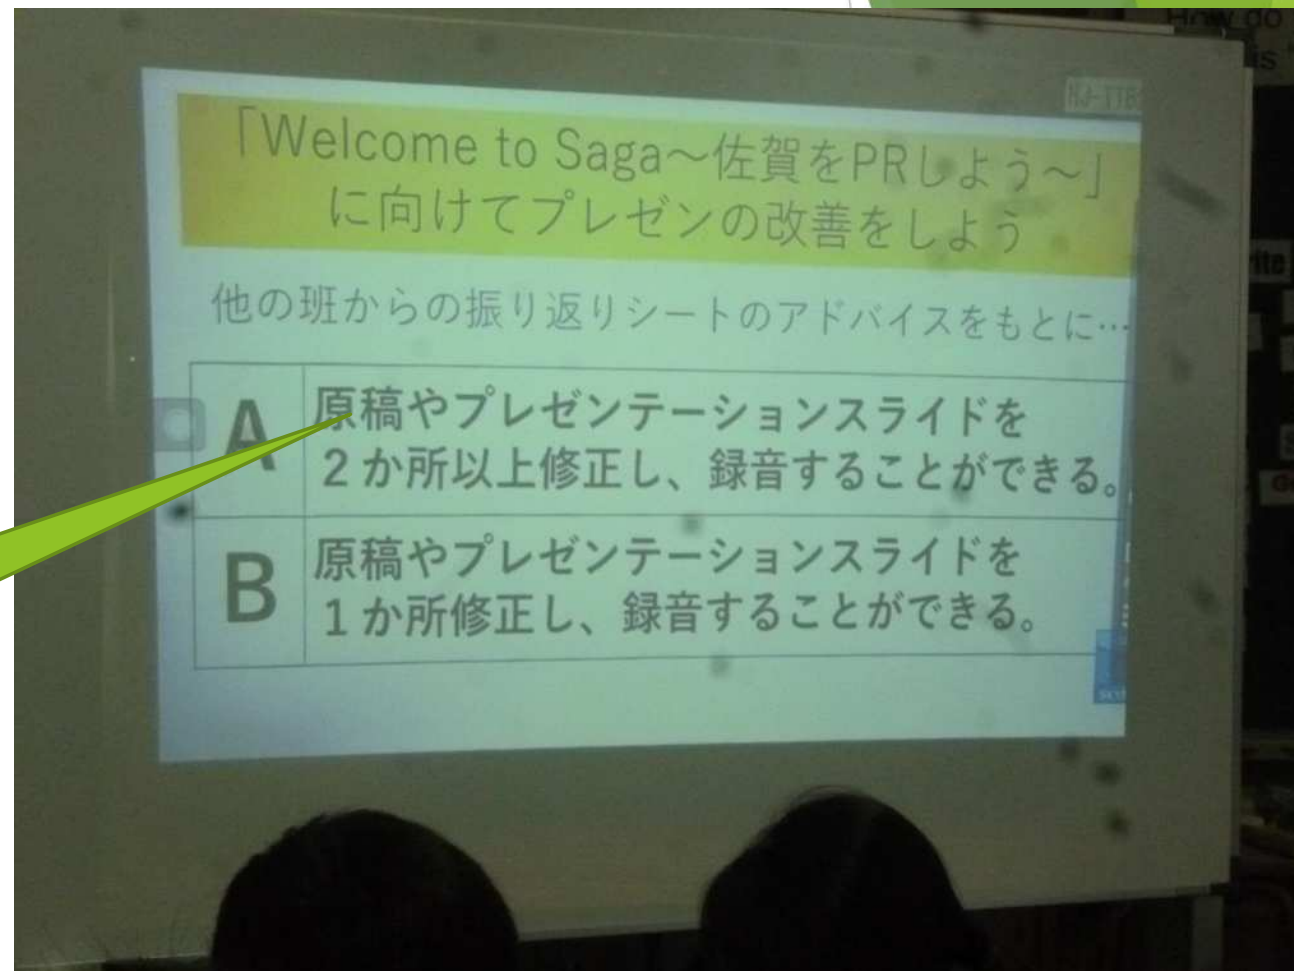 How do
is
「Welcome to Saga～佐賀をPRしよう～」
に向けてプレゼンの改善をしよう
他の班からの振り返りシートのアドバイスをもとに…
A
原稿やプレゼンテーションスライドを
２か所以上修正し、録音することができる。
B
原稿やプレゼンテーションスライドを
１か所修正し、録音することができる。